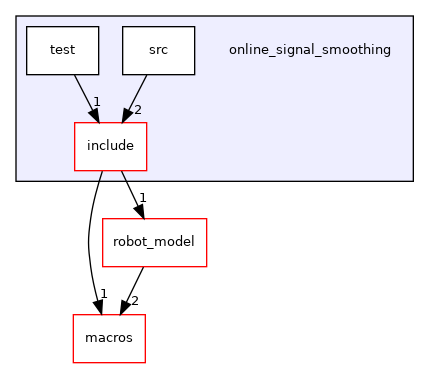 test
src
online_signal_smoothing
1
2
include
1
robot_model
1
2
macros